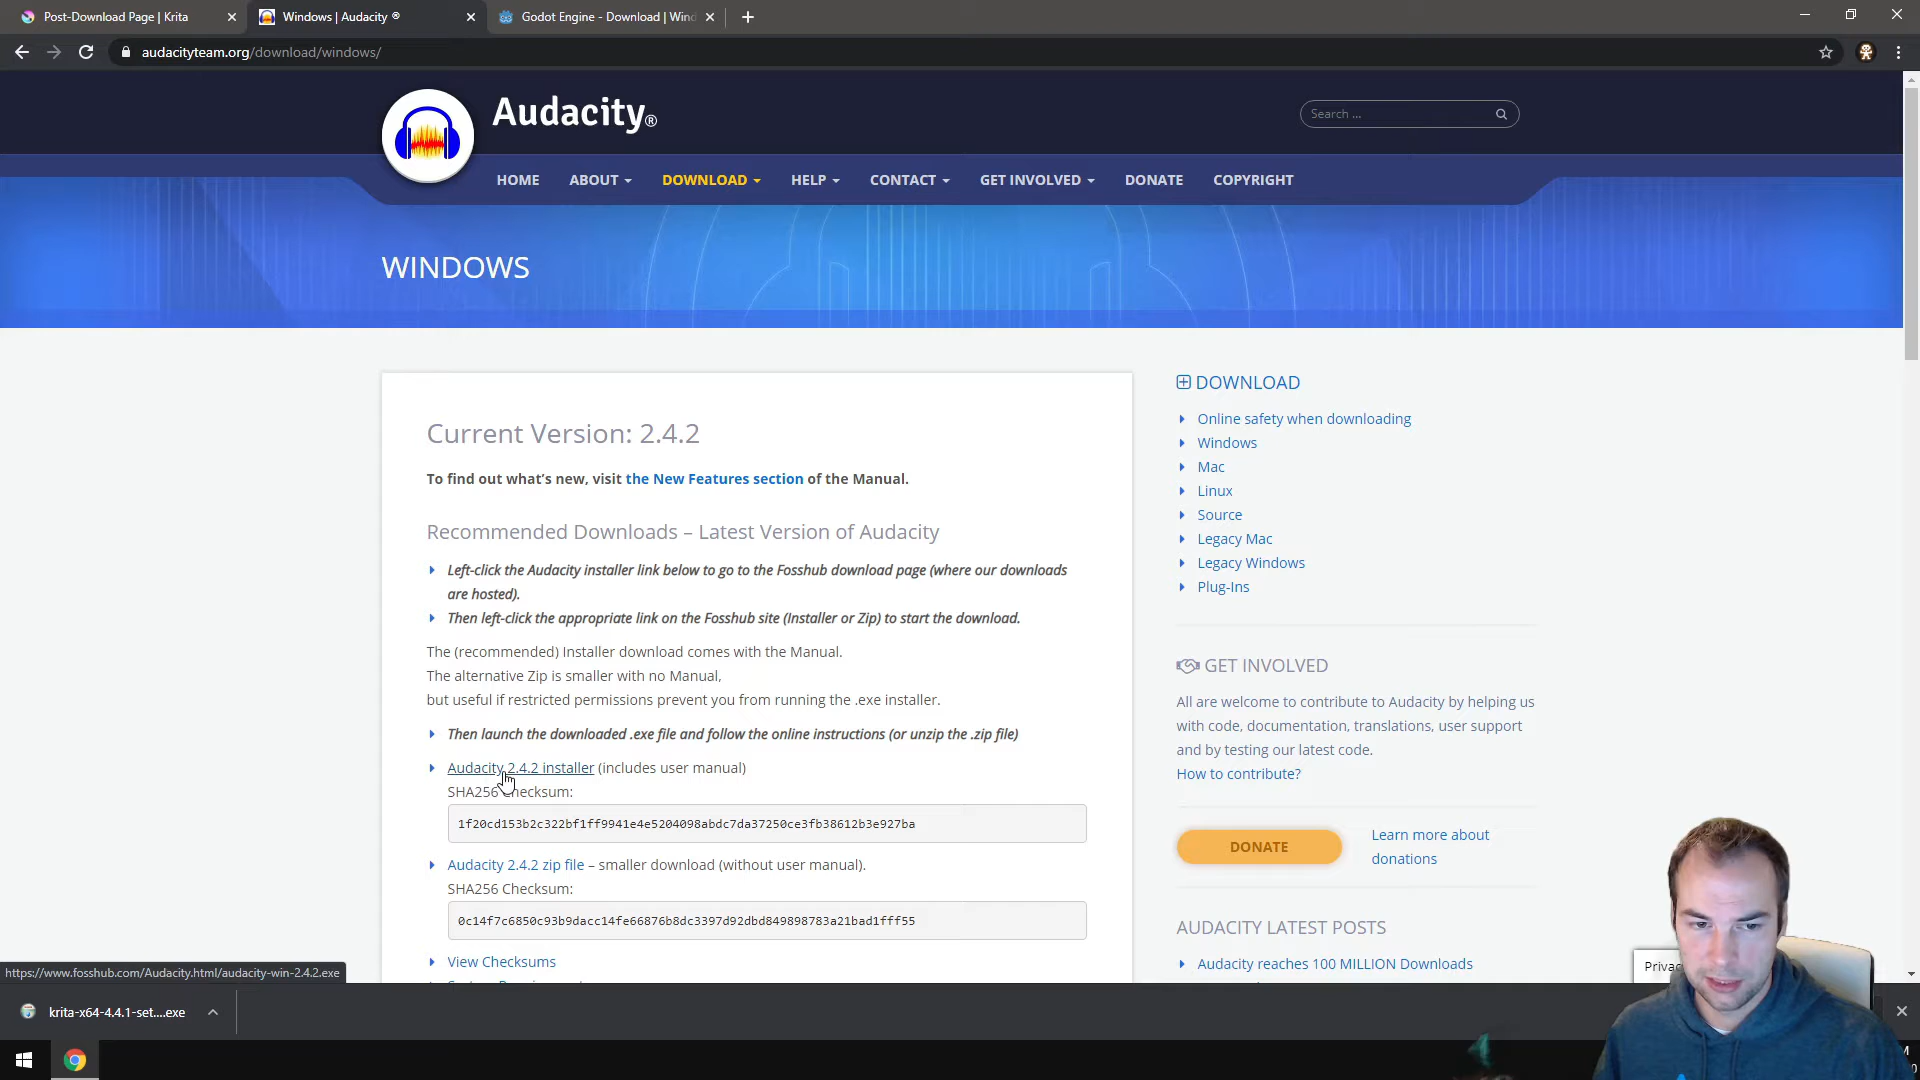 Post-Download Page | Krita
Windows | Audacity ®
Godot Engine - Download | Wind
audacityteam.org/download/windows/
Audacity®
Search ...
HOME
ABOUT
DOWNLOAD
HELP
CONTACT
GET INVOLVED
DONATE
COPYRIGHT
WINDOWS
Current Version: 2.4.2
To find out what's new, visit the New Features section of the Manual.
Recommended Downloads – Latest Version of Audacity
Left-click the Audacity installer link below to go to the Fosshub download page (where our downloads
are hosted).
Then left-click the appropriate link on the Fosshub site (Installer or Zip) to start the download.
The (recommended) Installer download comes with the Manual.
The alternative Zip is smaller with no Manual,
but useful if restricted permissions prevent you from running the .exe installer.
Then launch the downloaded .exe file and follow the online instructions (or unzip the .zip file)
Audacity 2.4.2 installer (includes user manual)
SHA256 Checksum:
1f20cd153b2c322bf1ff9941e4e5204098abdc7da37250ce3fb38612b3e927ba
Audacity 2.4.2 zip file – smaller download (without user manual).
SHA256 Checksum:
0c14f7c6850c93b9dacc14fe66876b8dc3397d92dbd849898783a21bad1fff55
View Checksums
DOWNLOAD
Online safety when downloading
Windows
Mac
Linux
Source
Legacy Mac
Legacy Windows
Plug-Ins
GET INVOLVED
All are welcome to contribute to Audacity by helping us
with code, documentation, translations, user support
and by testing our latest code.
How to contribute?
DONATE
Learn more about
donations
AUDACITY LATEST POSTS
Audacity reaches 100 MILLION Downloads
Privac
https://www.fosshub.com/Audacity.html/audacity-win-2.4.2.exe
krita-x64-4.4.1-set....exe